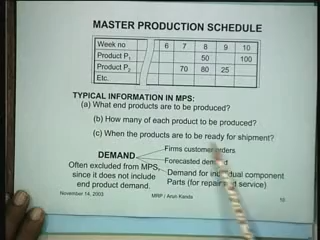 MASTER PRODUCTION SCHEDULE
Week no 6 7 8 9 10
Product P1 50 100
Product P2 70 80 25
Etc.
TYPICAL INFORMATION IN MPS:
(a) What end products are to be produced?
(b) How many of each product to be produced?
(c) When the products are to be ready for shipment?
Firms customer orders
DEMAND
Forecasted demand
Often excluded from MPS,
since it does not include
end product demand.
Demand for individual component
Parts (for repair and service)
November 14, 2003 MRP / Arun Kanda 10